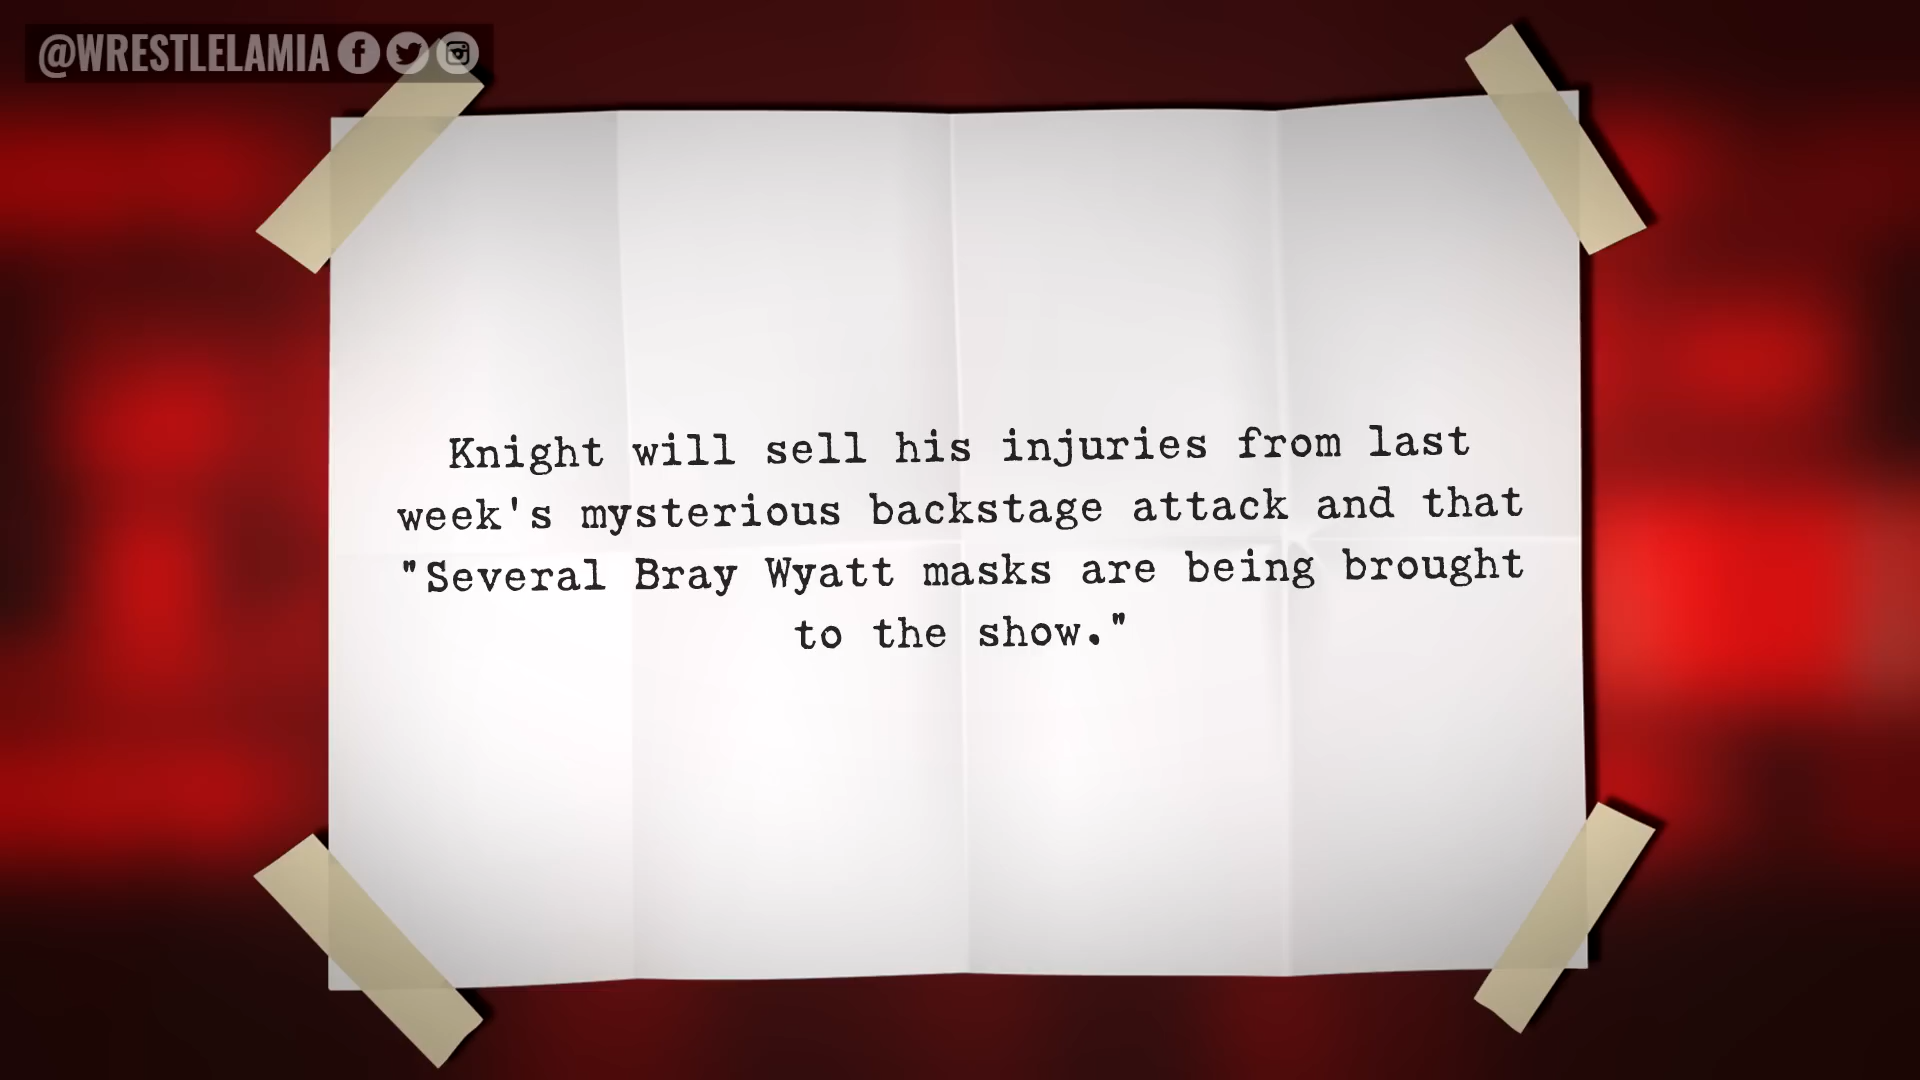 @WRESTLELAMIA
Knight will sell his injuries from last
week's mysterious backstage attack and that
"Several Bray Wyatt masks are being brought
to the show."